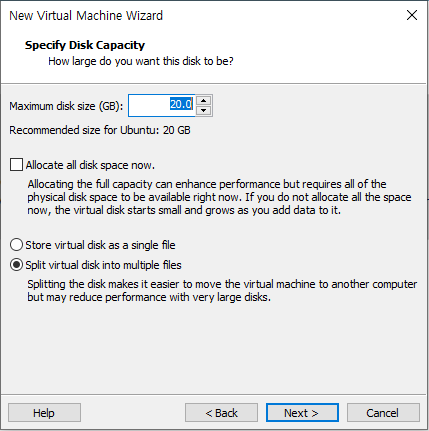 New Virtual Machine Wizard
Specify Disk Capacity
How large do you want this disk to be?
Maximum disk size (GB): 20.0
Recommended size for Ubuntu: 20 GB
Allocate all disk space now.
Allocating the full capacity can enhance performance but requires all of the
physical disk space to be available right now. If you do not allocate all the space
now, the virtual disk starts small and grows as you add data to it.
Store virtual disk as a single file
Split virtual disk into multiple files
Splitting the disk makes it easier to move the virtual machine to another computer
but may reduce performance with very large disks.
Help < Back Next > Cancel